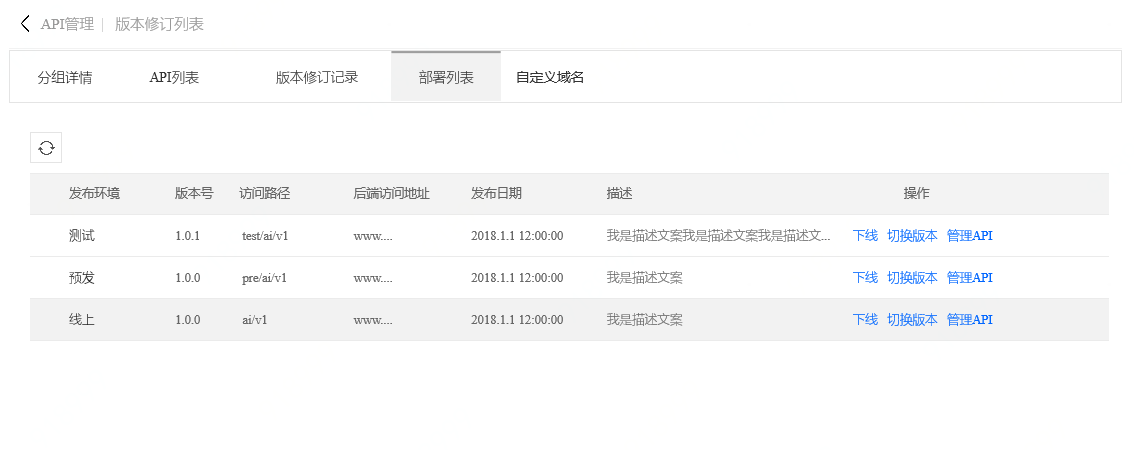 API管理 | 版本修订列表
分组详情 API列表 版本修订记录 部署列表 自定义域名
发布环境 版本号 访问路径 后端访问地址 发布日期 描述 操作
测试 1.0.1 test/ai/v1 www.... 2018.1.1 12:00:00 我是描述文案我是描述文案我是描述文... 下线 切换版本 管理API
预发 1.0.0 pre/ai/v1 www.... 2018.1.1 12:00:00 我是描述文案 下线 切换版本 管理API
线上 1.0.0 ai/v1 www.... 2018.1.1 12:00:00 我是描述文案 下线 切换版本 管理API